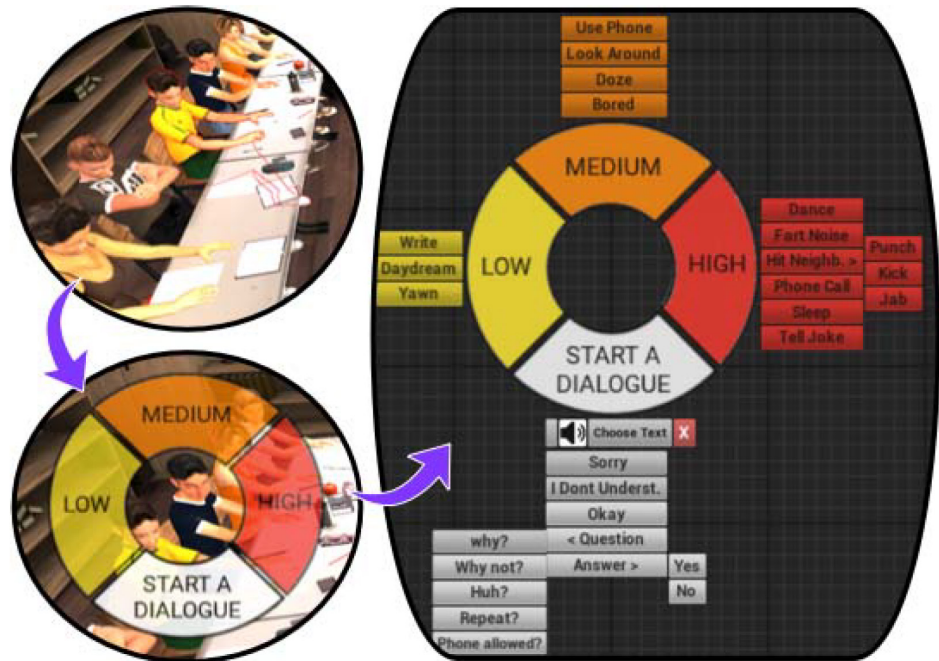 Use Phone
Look Around
Doze
Bored
MEDIUM
LOW
HIGH
START A
DIALOGUE
Write
Daydream
Yawn
Dance
Fart Noise
Hit Neighb. >
Phone Call
Sleep
Tell Joke
Punch
Kick
Jab
Choose Text X
Sorry
I Dont Underst.
Okay
< Question
Answer >
why?
Why not?
Huh?
Repeat?
Phone allowed?
Yes
No
MEDIUM
LOW
HIGH
START A
DIALOGUE